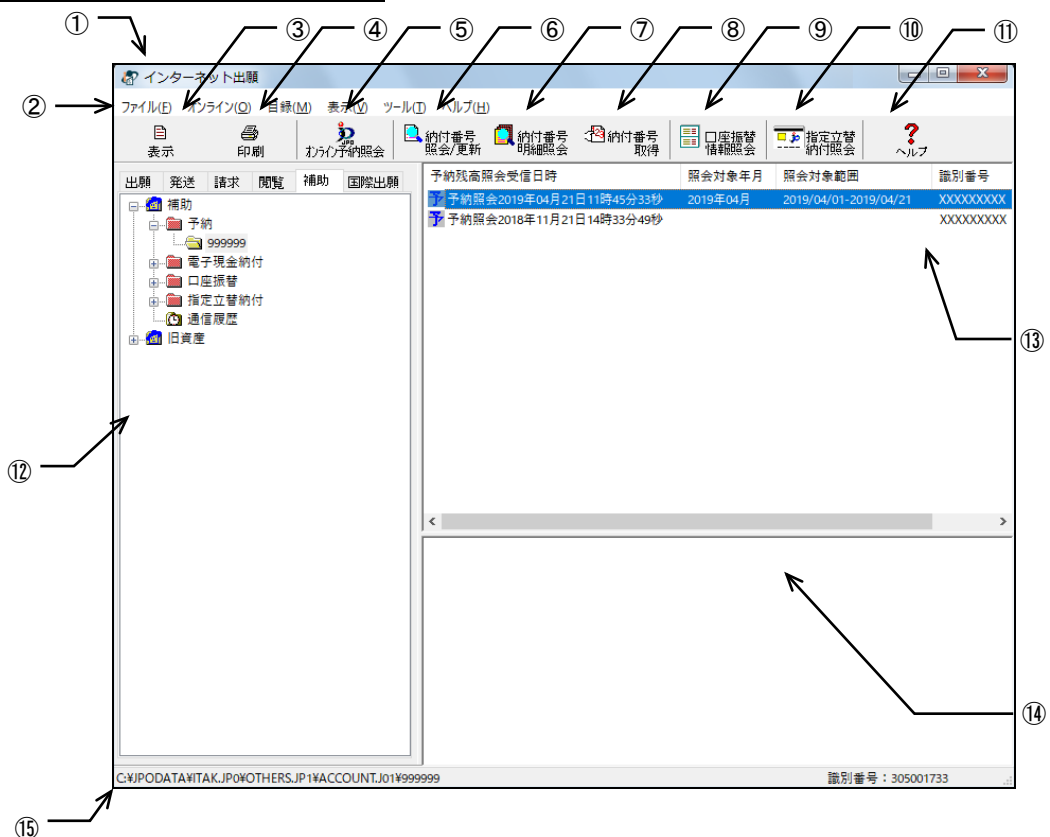 ① ③ ④ ⑤ ⑥ ⑦ ⑧ ⑨ ⑩ ⑪
インターネット出願
②
ファイル(F) オンライン(O) 目録(M) 表示(V) ツール(T) ヘルプ(H)
表示 印刷 オンライン予納照会 納付番号 照会/更新 納付番号 明細照会 納付番号 取得 口座振替 情報照会 指定立替 納付照会 ヘルプ
出願 発送 請求 閲覧 補助 国際出願
補助
予納
999999
電子現金納付
口座振替
指定立替納付
通信履歴
旧資産
予納残高照会受信日時 照会対象年月 照会対象範囲 識別番号
予納照会2019年04月21日11時45分33秒 2019年04月 2019/04/01-2019/04/21 XXXXXXXXX
予納照会2018年11月21日14時33分49秒 XXXXXXXXX
⑬
⑫
⑭
C:¥JPODATA¥ITAK.JP0¥OTHERS.JP1¥ACCOUNT.J01¥999999 識別番号：305001733
⑮